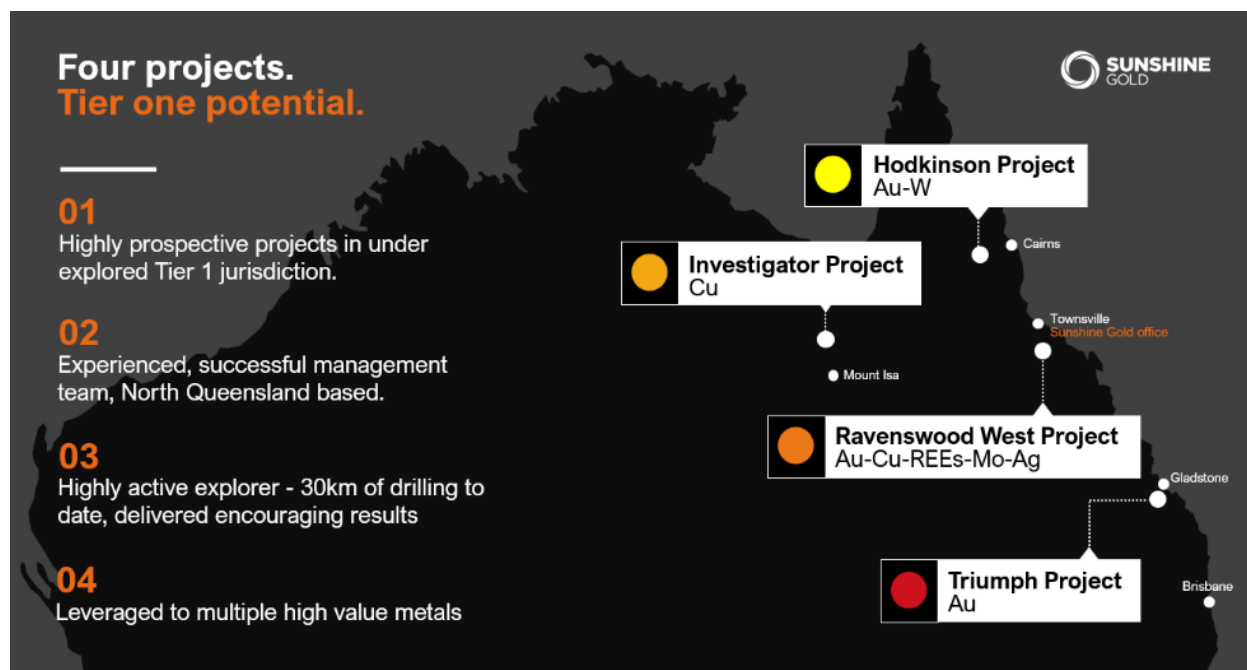 Four projects.
Tier one potential.
SUNSHINE
GOLD
01
Highly prospective projects in under
explored Tier 1 jurisdiction.
02
Experienced, successful management
team, North Queensland based.
03
Highly active explorer - 30km of drilling to
date, delivered encouraging results
04
Leveraged to multiple high value metals
Hodkinson Project
Au-W
Cairns
Investigator Project
Cu
Mount Isa
Townsville
Sunshine Gold office
Ravenswood West Project
Au-Cu-REEs-Mo-Ag
Gladstone
Triumph Project
Au
Brisbane